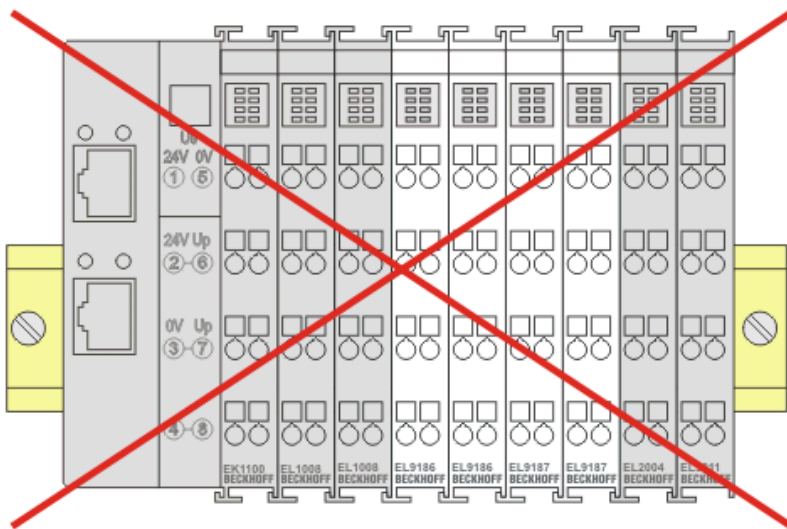 Us
24V 0V
1 5
24V Up
2 6
0V Up
3 7
4 8
EK1100 EL1008 EL1008 EL9186 EL9186 EL9187 EL9187 EL2004
BECKHOFF BECKHOFF BECKHOFF BECKHOFF BECKHOFF BECKHOFF BECKHOFF BECKHOFF BECKHOFF